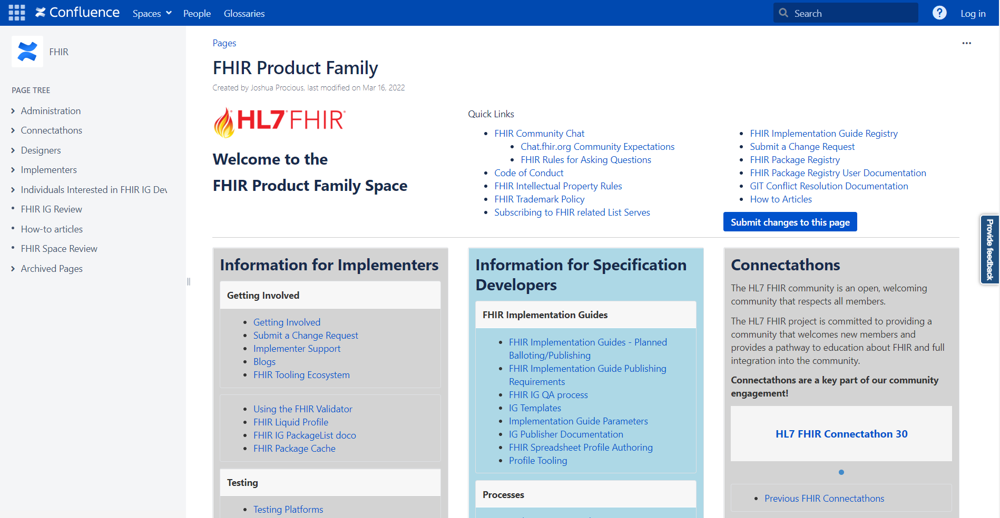 Confluence
Spaces
People
Glossaries
Search
?
Log in
FHIR
PAGE TREE
Administration
Connectathons
Designers
Implementers
Individuals Interested in FHIR IG Dev
FHIR IG Review
How-to articles
FHIR Space Review
Archived Pages
Pages
FHIR Product Family
Created by Joshua Procious, last modified on Mar 16, 2022
HL7 FHIR
Welcome to the
FHIR Product Family Space
Quick Links
FHIR Community Chat
Chat.fhir.org Community Expectations
FHIR Rules for Asking Questions
Code of Conduct
FHIR Intellectual Property Rules
FHIR Trademark Policy
Subscribing to FHIR related List Serves
FHIR Implementation Guide Registry
Submit a Change Request
FHIR Package Registry
FHIR Package Registry User Documentation
GIT Conflict Resolution Documentation
How to Articles
Submit changes to this page
Provide feedback
Information for Implementers
Getting Involved
Getting Involved
Submit a Change Request
Implementer Support
Blogs
FHIR Tooling Ecosystem
Using the FHIR Validator
FHIR Liquid Profile
FHIR IG PackageList doco
FHIR Package Cache
Testing
Testing Platforms
Information for Specification
Developers
FHIR Implementation Guides
FHIR Implementation Guides - Planned
Balloting/Publishing
FHIR Implementation Guide Publishing
Requirements
FHIR IG QA process
IG Templates
Implementation Guide Parameters
IG Publisher Documentation
FHIR Spreadsheet Profile Authoring
Profile Tooling
Processes
Connectathons
The HL7 FHIR community is an open, welcoming
community that respects all members.
The HL7 FHIR project is committed to providing a
community that welcomes new members and
provides a pathway to education about FHIR and full
integration into the community.
Connectathons are a key part of our community
engagement!
HL7 FHIR Connectathon 30
Previous FHIR Connectathons